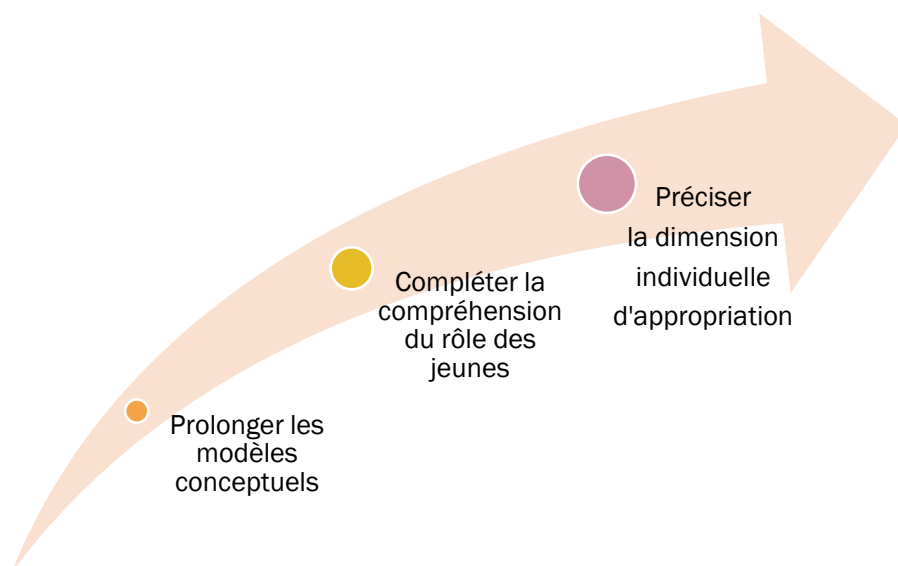 Préciser
la dimension
individuelle
d'appropriation
Compléter la
compréhension
du rôle des
jeunes
Prolonger les
modèles
conceptuels